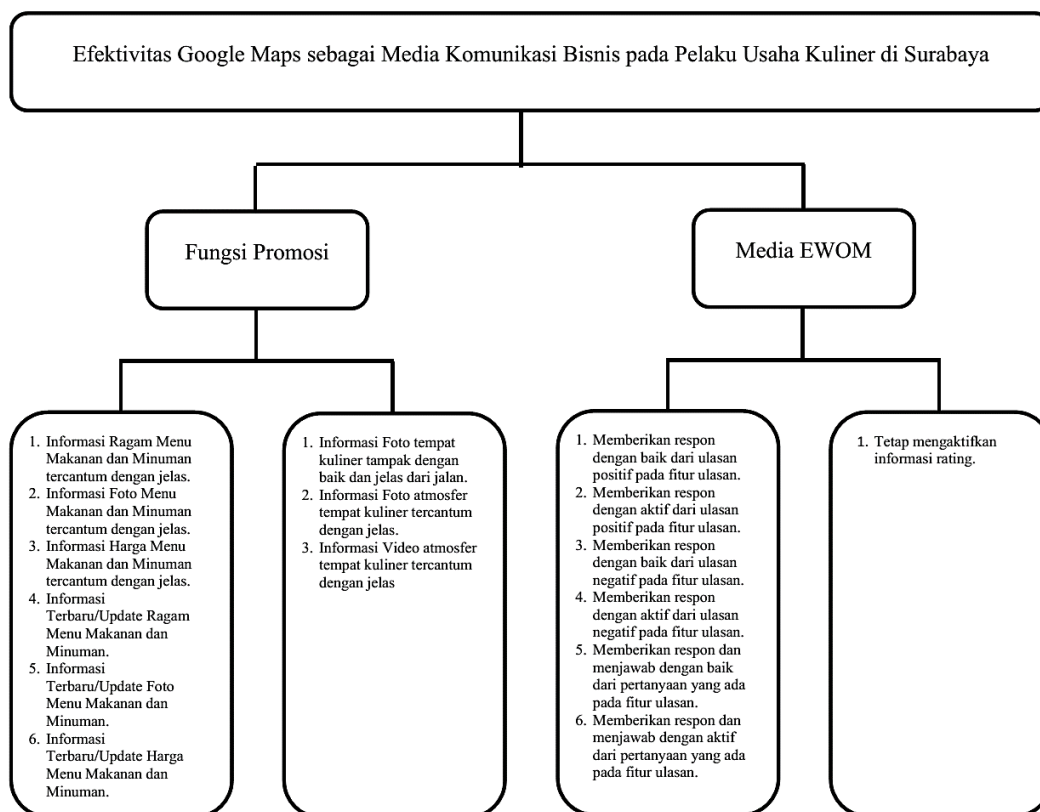 Efektivitas Google Maps sebagai Media Komunikasi Bisnis pada Pelaku Usaha Kuliner di Surabaya
Fungsi Promosi
Media EWOM
1. Informasi Ragam Menu
Makanan dan Minuman
tercantum dengan jelas.
2. Informasi Foto Menu
Makanan dan Minuman
tercantum dengan jelas.
3. Informasi Harga Menu
Makanan dan Minuman
tercantum dengan jelas.
4. Informasi
Terbaru/Update Ragam
Menu Makanan dan
Minuman.
5. Informasi
Terbaru/Update Foto
Menu Makanan dan
Minuman.
6. Informasi
Terbaru/Update Harga
Menu Makanan dan
Minuman.
1. Informasi Foto tempat
kuliner tampak dengan
baik dan jelas dari jalan.
2. Informasi Foto atmosfer
tempat kuliner tercantum
dengan jelas.
3. Informasi Video atmosfer
tempat kuliner tercantum
dengan jelas
1. Memberikan respon
dengan baik dari ulasan
positif pada fitur ulasan.
2. Memberikan respon
dengan aktif dari ulasan
positif pada fitur ulasan.
3. Memberikan respon
dengan baik dari ulasan
negatif pada fitur ulasan.
4. Memberikan respon
dengan aktif dari ulasan
negatif pada fitur ulasan.
5. Memberikan respon dan
menjawab dengan baik
dari pertanyaan yang ada
pada fitur ulasan.
6. Memberikan respon dan
menjawab dengan aktif
dari pertanyaan yang ada
pada fitur ulasan.
1. Tetap mengaktifkan
informasi rating.